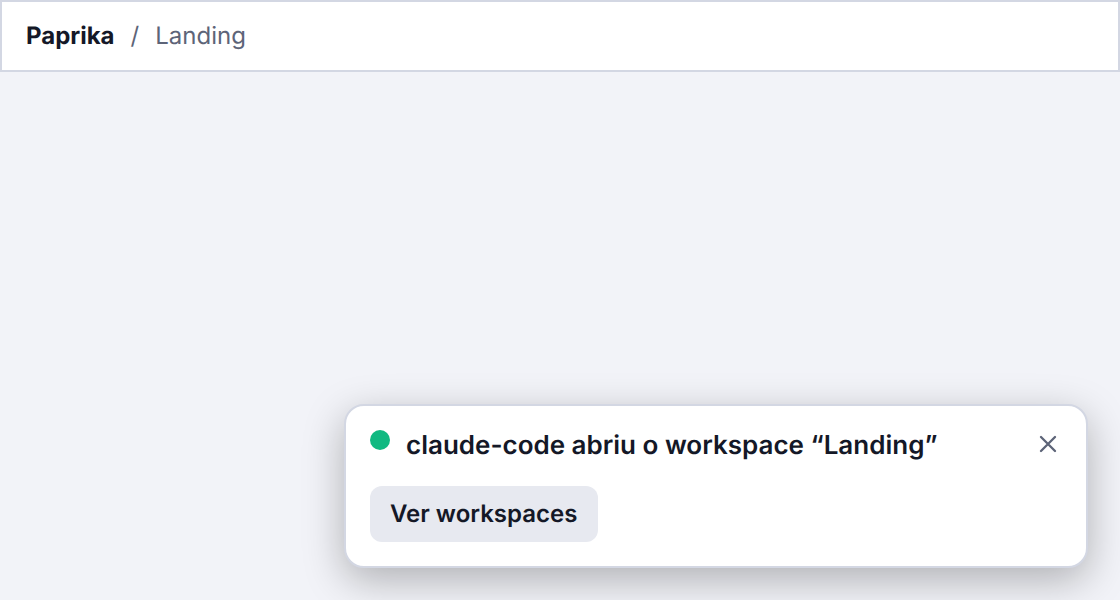 Paprika / Landing
claude-code abriu o workspace “Landing”
Ver workspaces